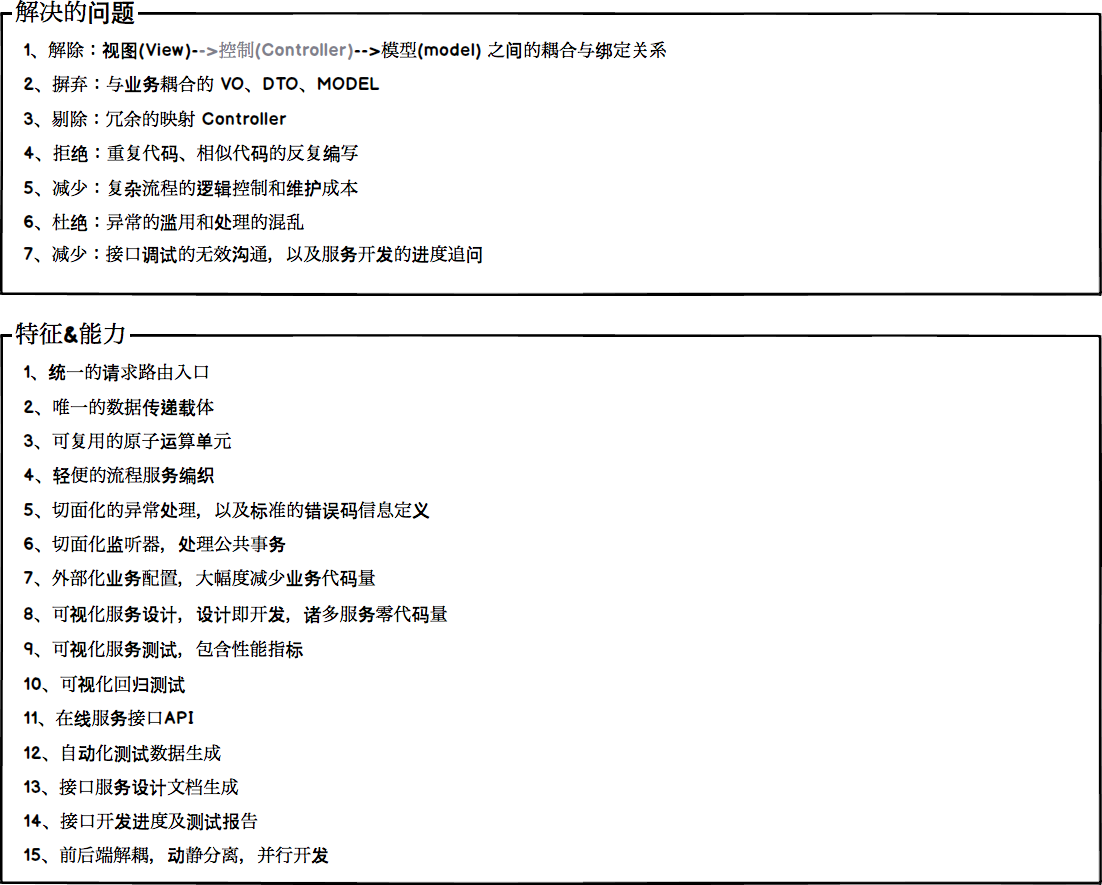 解决的问题
1、解除：视图(View)-->控制(Controller)-->模型(model) 之间的耦合与绑定关系
2、摒弃：与业务耦合的 VO、DTO、MODEL
3、剔除：冗余的映射 Controller
4、拒绝：重复代码、相似代码的反复编写
5、减少：复杂流程的逻辑控制和维护成本
6、杜绝：异常的滥用和处理的混乱
7、减少：接口调试的无效沟通，以及服务开发的进度追问
特征&能力
1、统一的请求路由入口
2、唯一的数据传递载体
3、可复用的原子运算单元
4、轻便的流程服务编织
5、切面化的异常处理，以及标准的错误码信息定义
6、切面化监听器，处理公共事务
7、外部化业务配置，大幅度减少业务代码量
8、可视化服务设计，设计即开发，诸多服务零代码量
9、可视化服务测试，包含性能指标
10、可视化回归测试
11、在线服务接口API
12、自动化测试数据生成
13、接口服务设计文档生成
14、接口开发进度及测试报告
15、前后端解耦，动静分离，并行开发